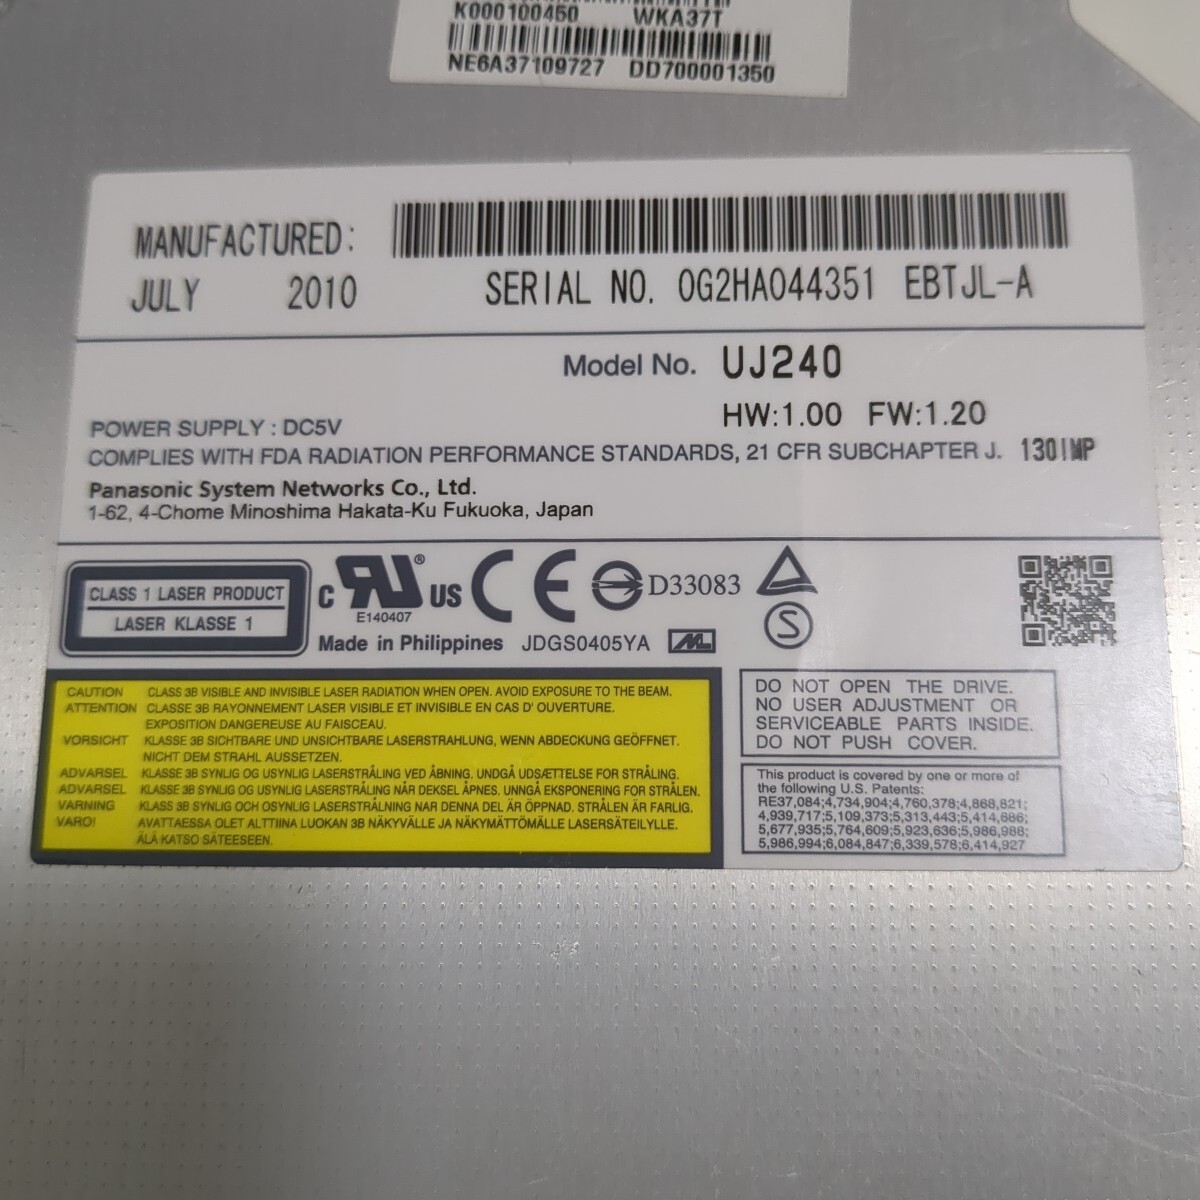 K000100450 WKA37T
NE6A37109727 DD700001350
MANUFACTURED:
JULY 2010
SERIAL NO. 0G2HA044351 EBTJL-A
Model No. UJ240
HW:1.00 FW:1.20
POWER SUPPLY : DC5V
COMPLIES WITH FDA RADIATION PERFORMANCE STANDARDS, 21 CFR SUBCHAPTER J. 1301MP
Panasonic System Networks Co., Ltd.
1-62, 4-Chome Minoshima Hakata-Ku Fukuoka, Japan
CLASS 1 LASER PRODUCT
LASER KLASSE 1
c RU® US CE D33083
E140407
S
Made in Philippines JDGS0405YA ML
CAUTION CLASS 3B VISIBLE AND INVISIBLE LASER RADIATION WHEN OPEN. AVOID EXPOSURE TO THE BEAM.
ATTENTION CLASSE 3B RAYONNEMENT LASER VISIBLE ET INVISIBLE EN CAS D' OUVERTURE.
EXPOSITION DANGEREUSE AU FAISCEAU.
VORSICHT KLASSE 3B SICHTBARE UND UNSICHTBARE LASERSTRAHLUNG, WENN ABDECKUNG GEÖFFNET.
NICHT DEM STRAHL AUSSETZEN.
ADVARSEL KLASSE 3B SYNLIG OG USYNLIG LASERSTRÅLING VED ÅBNING. UNDGÅ UDSÆTTELSE FOR STRÅLING.
ADVARSEL KLASSE 3B SYNLIG OG USYNLIG LASERSTRÅLING NÅR DEKSEL ÅPNES. UNNGÅ EKSPONERING FOR STRÅLEN.
VARNING KLASS 3B SYNLIG OCH OSYNLIG LASERSTRÅLNING NAR DENNA DEL ÄR ÖPPNAD. STRÅLEN ÄR FARLIG.
VARO! AVATTAESSA OLET ALTTIINA LUOKAN 3B NÄKYVÄLLE JA NÄKYMÄTTÖMÄLLE LASERSÄTEILYLLE.
ÄLÄ KATSO SÄTEESEEN.
DO NOT OPEN THE DRIVE.
NO USER ADJUSTMENT OR
SERVICEABLE PARTS INSIDE.
DO NOT PUSH COVER.
This product is covered by one or more of
the following U.S. Patents:
RE37,084;4,734,904;4,760,378;4,868,821;
4,939,717;5,109,373;5,313,443;5,414,686;
5,677,935;5,764,609;5,923,636;5,986,988;
5,986,994;6,084,847;6,339,578;6,414,927